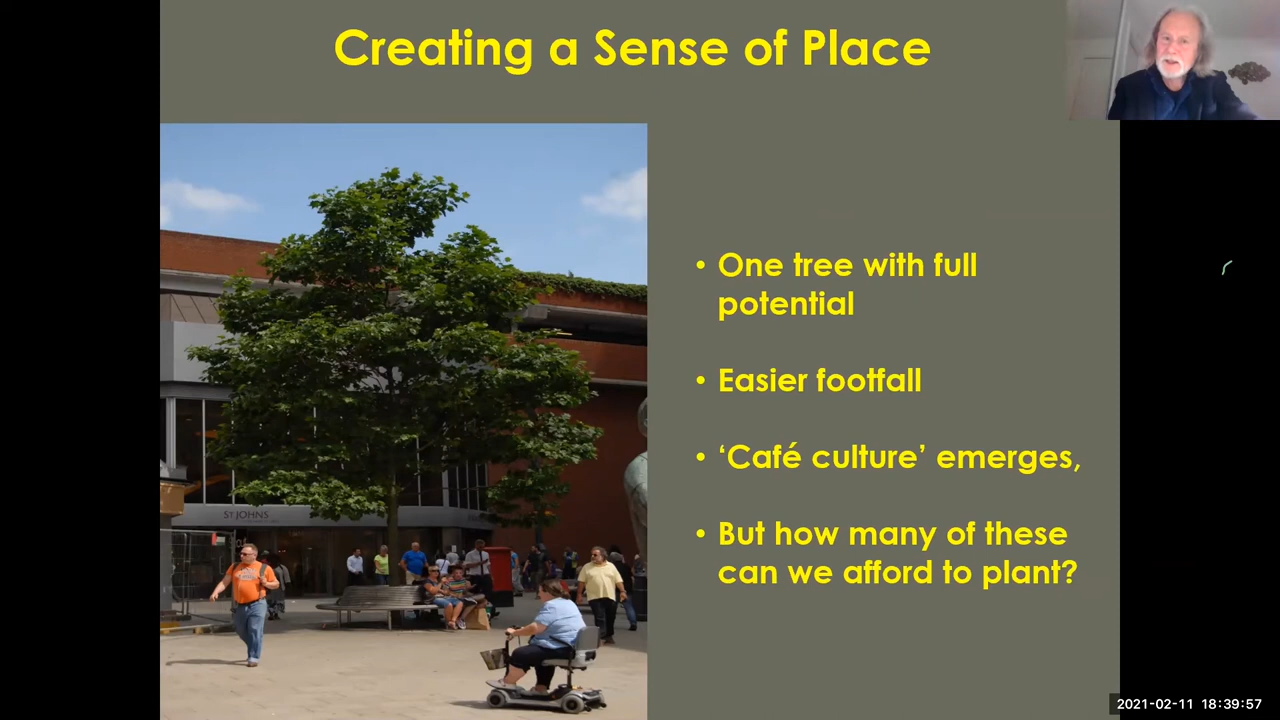 Creating a Sense of Place
• One tree with full
potential
• Easier footfall
• ‘Café culture’ emerges,
• But how many of these
can we afford to plant?
ST JOHNS
2021-02-11 18:39:57